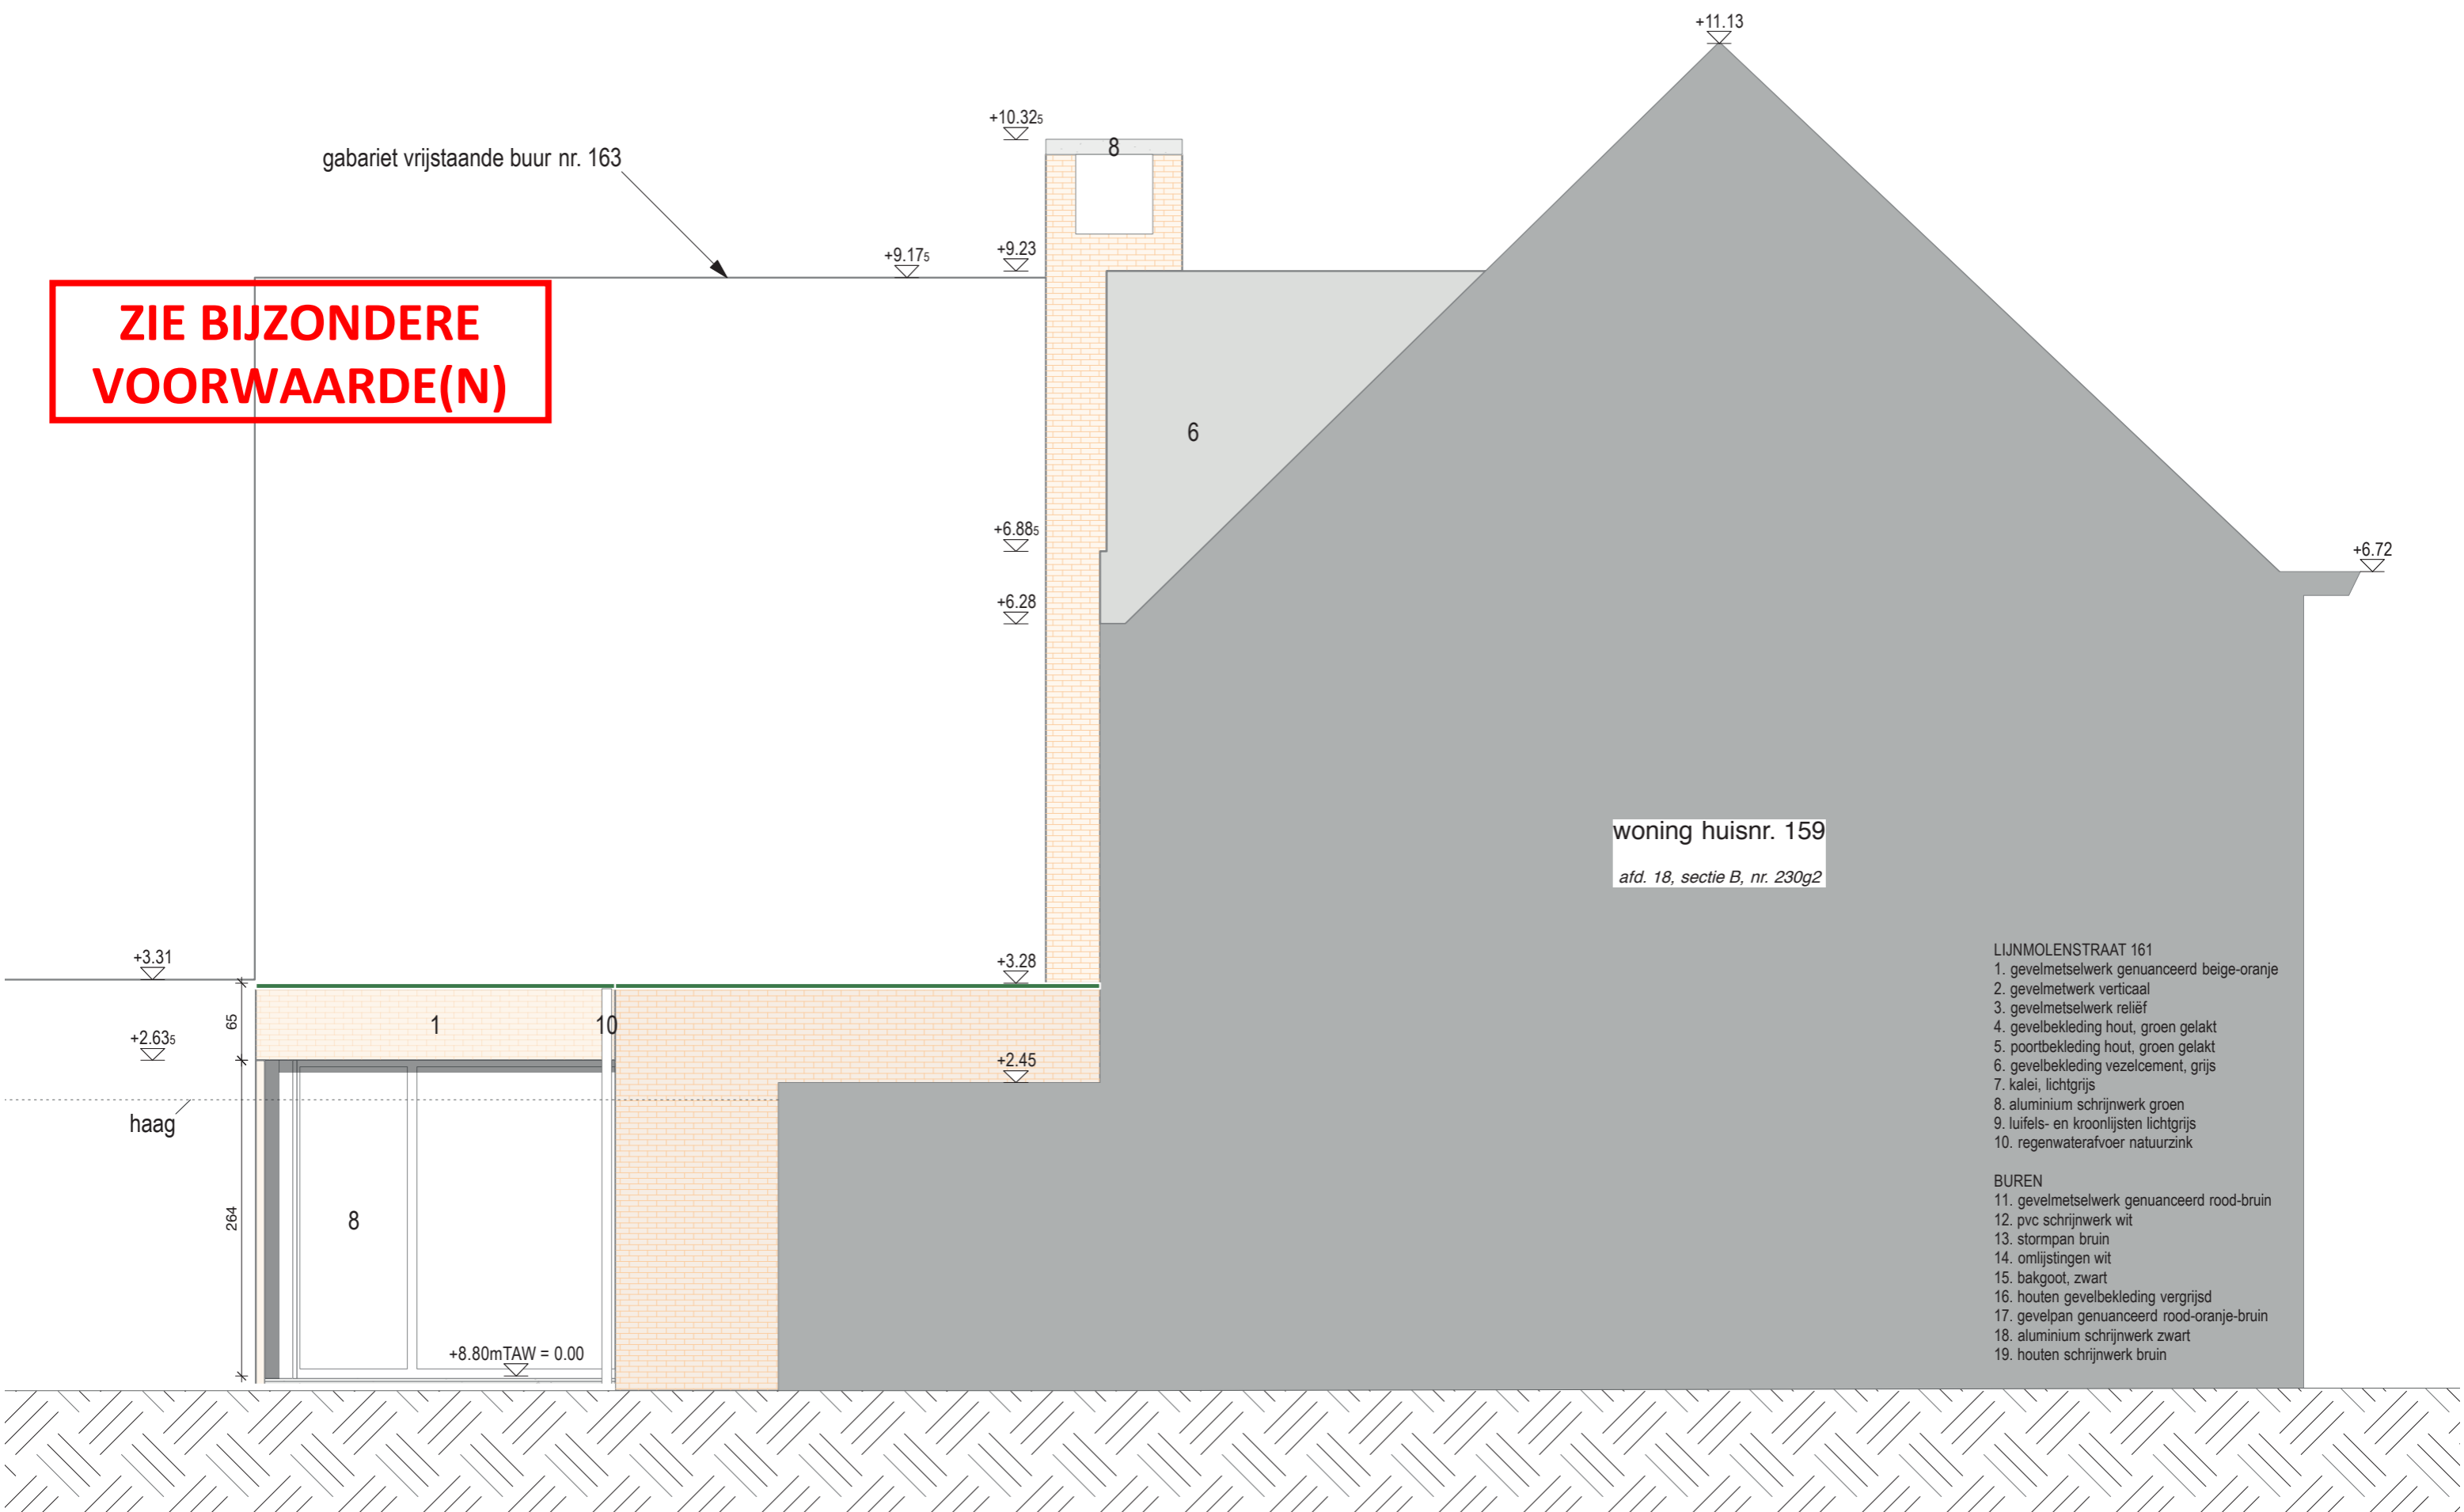 +11.13
+10.325
8
gabariet vrijstaande buur nr. 163
+9.23
+9.175
ZIE BIJZONDERE
VOORWAARDE(N)
6
+6.885
+6.72
+6.28
woning huisnr. 159
afd. 18, sectie B, nr. 230g2
+3.31
+3.28
65
1
10
+2.635
+2.45
haag
264
8
+8.80mTAW = 0.00
LIJNMOLENSTRAAT 161
1. gevelmetselwerk genuanceerd beige-oranje
2. gevelmetwerk verticaal
3. gevelmetselwerk reliëf
4. gevelbekleding hout, groen gelakt
5. poortbekleding hout, groen gelakt
6. gevelbekleding vezelcement, grijs
7. kalei, lichtgrijs
8. aluminium schrijnwerk groen
9. luifels- en kroonlijsten lichtgrijs
10. regenwaterafvoer natuurzink
BUREN
11. gevelmetselwerk genuanceerd rood-bruin
12. pvc schrijnwerk wit
13. stormpan bruin
14. omlijstingen wit
15. bakgoot, zwart
16. houten gevelbekleding vergrijsd
17. gevelpan genuanceerd rood-oranje-bruin
18. aluminium schrijnwerk zwart
19. houten schrijnwerk bruin